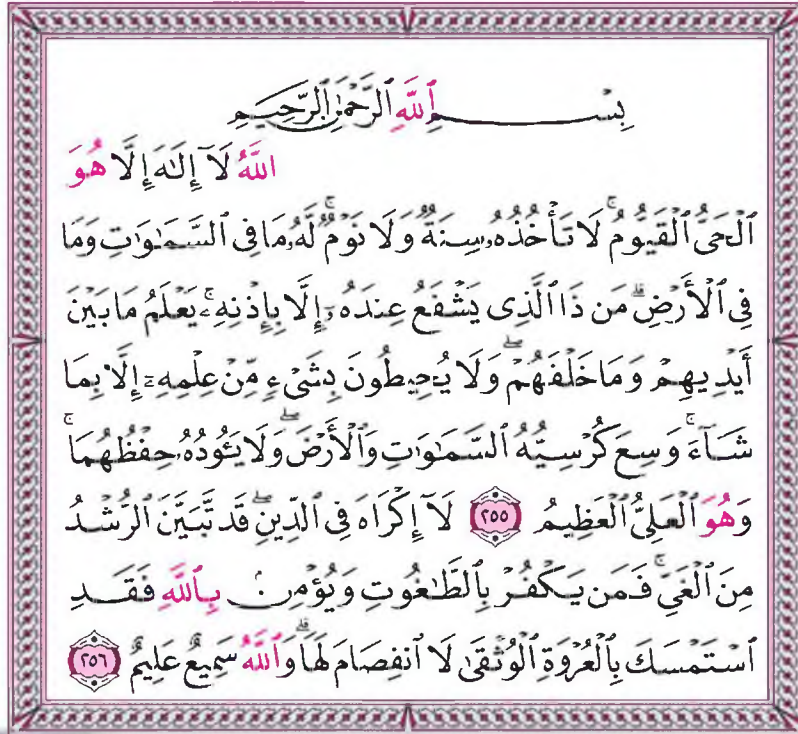 بِسْمِ ٱللَّهِ ٱلرَّحْمَٰنِ ٱلرَّحِيمِ
ٱللَّهُ لَآ إِلَٰهَ إِلَّا هُوَ
ٱلْحَىُّ ٱلْقَيُّومُ ۚ لَا تَأْخُذُهُۥ سِنَةٌ وَلَا نَوْمٌ ۚ لَّهُۥ مَا فِى ٱلسَّمَٰوَٰتِ وَمَا
فِى ٱلْأَرْضِ ۗ مَن ذَا ٱلَّذِى يَشْفَعُ عِندَهُۥٓ إِلَّا بِإِذْنِهِۦ ۚ يَعْلَمُ مَا بَيْنَ
أَيْدِيهِمْ وَمَا خَلْفَهُمْ ۖ وَلَا يُحِيطُونَ بِشَىْءٍ مِّنْ عِلْمِهِۦٓ إِلَّا بِمَا
شَآءَ ۚ وَسِعَ كُرْسِيُّهُ ٱلسَّمَٰوَٰتِ وَٱلْأَرْضَ ۖ وَلَا يَـُٔودُهُۥ حِفْظُهُمَا ۚ
وَهُوَ ٱلْعَلِىُّ ٱلْعَظِيمُ ٢٥٥ لَآ إِكْرَاهَ فِى ٱلدِّينِ ۖ قَد تَّبَيَّنَ ٱلرُّشْدُ
مِنَ ٱلْغَىِّ ۚ فَمَن يَكْفُرْ بِٱلطَّٰغُوتِ وَيُؤْمِنۢ بِٱللَّهِ فَقَدِ
ٱسْتَمْسَكَ بِٱلْعُرْوَةِ ٱلْوُثْقَىٰ لَا ٱنفِصَامَ لَهَا ۗ وَٱللَّهُ سَمِيعٌ عَلِيمٌ ٢٥٦